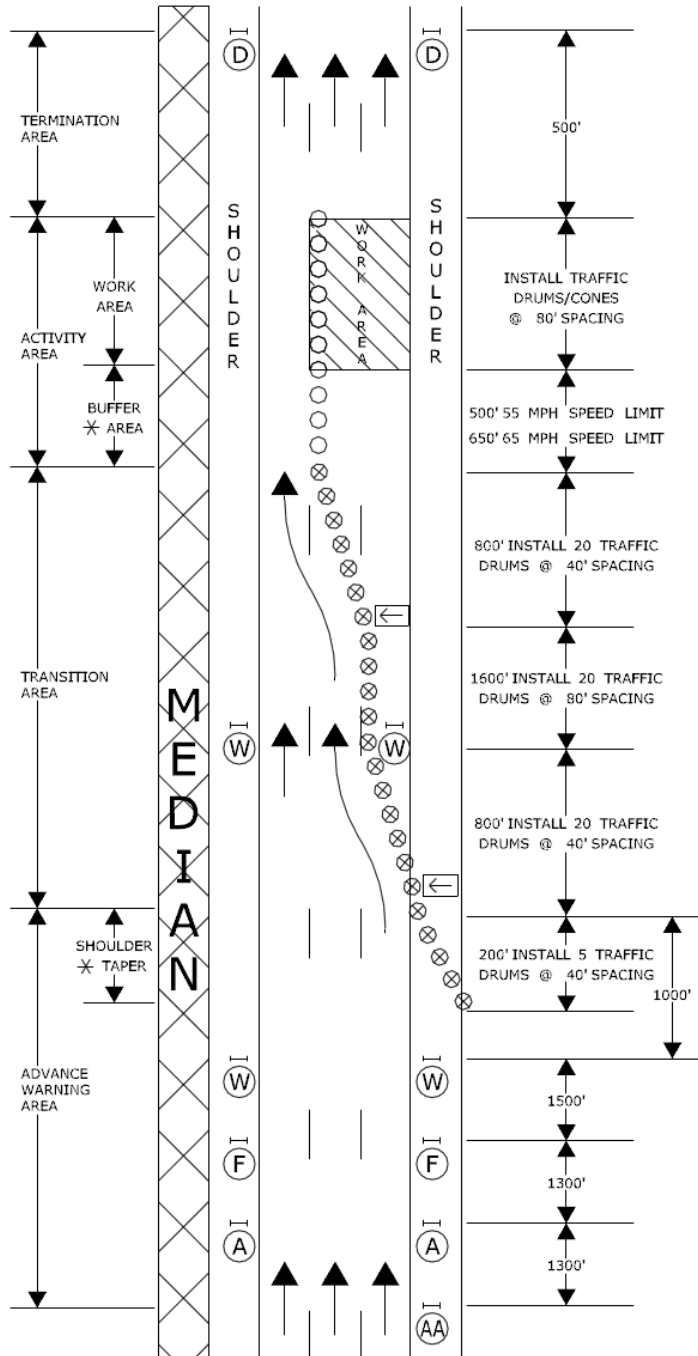 D
D
TERMINATION
AREA
500'
SHOULDER
SHOULDER
WORK AREA
WORK
AREA
INSTALL TRAFFIC
DRUMS/CONES
@ 80' SPACING
ACTIVITY
AREA
BUFFER
* AREA
500' 55 MPH SPEED LIMIT
650' 65 MPH SPEED LIMIT
800' INSTALL 20 TRAFFIC
DRUMS @ 40' SPACING
TRANSITION
AREA
1600' INSTALL 20 TRAFFIC
DRUMS @ 80' SPACING
MEDIAN
W
W
800' INSTALL 20 TRAFFIC
DRUMS @ 40' SPACING
SHOULDER
* TAPER
200' INSTALL 5 TRAFFIC
DRUMS @ 40' SPACING
1000'
ADVANCE
WARNING
AREA
W
W
1500'
F
F
1300'
A
A
1300'
AA